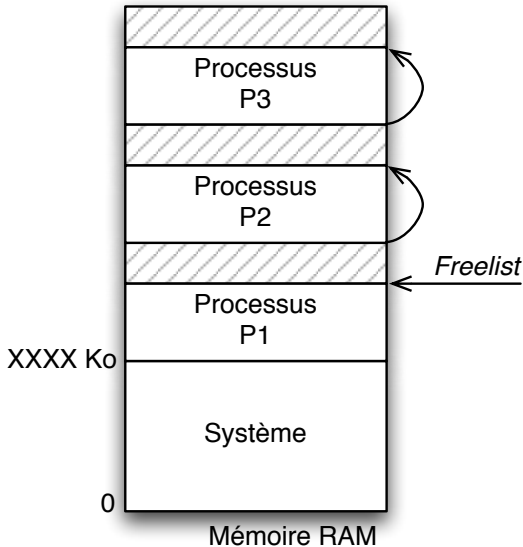 Processus
P3
Processus
P2
Freelist
Processus
P1
XXXX Ko
Système
0
Mémoire RAM